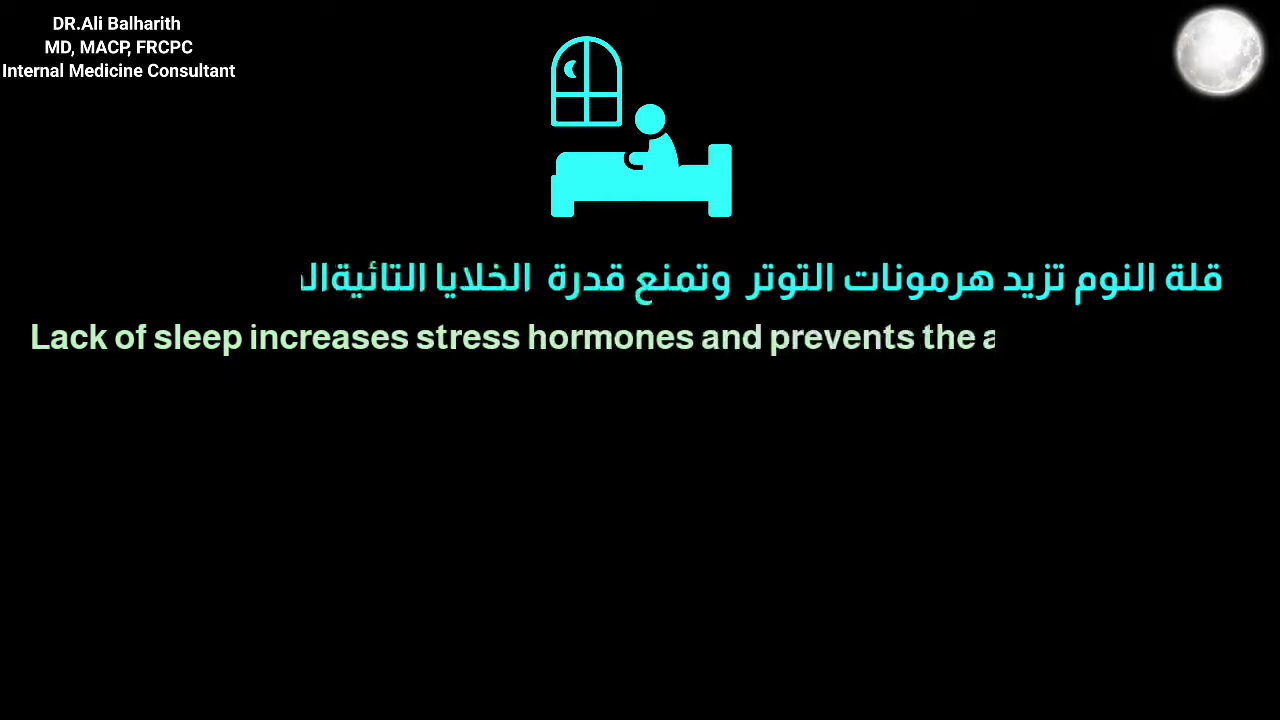 DR.Ali Balharith
MD, MACP, FRCPC
Internal Medicine Consultant
قلة النوم تزيد هرمونات التوتر وتمنع قدرة الخلايا التائية
Lack of sleep increases stress hormones and prevents the